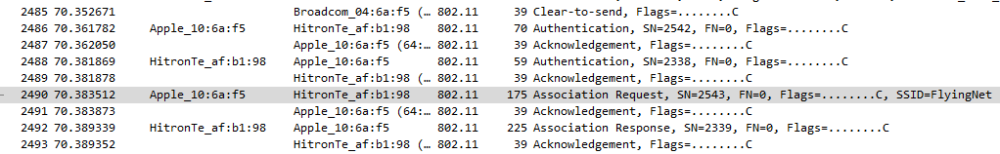 2485 70.352671 Broadcom_04:6a:f5 (… 802.11 39 Clear-to-send, Flags=........C
2486 70.361782 Apple_10:6a:f5 HitronTe_af:b1:98 802.11 70 Authentication, SN=2542, FN=0, Flags=........C
2487 70.362050 Apple_10:6a:f5 (64:… 802.11 39 Acknowledgement, Flags=........C
2488 70.381869 HitronTe_af:b1:98 Apple_10:6a:f5 802.11 59 Authentication, SN=2338, FN=0, Flags=........C
2489 70.381878 HitronTe_af:b1:98 (… 802.11 39 Acknowledgement, Flags=........C
2490 70.383512 Apple_10:6a:f5 HitronTe_af:b1:98 802.11 175 Association Request, SN=2543, FN=0, Flags=........C, SSID=FlyingNet
2491 70.383873 Apple_10:6a:f5 (64:… 802.11 39 Acknowledgement, Flags=........C
2492 70.389339 HitronTe_af:b1:98 Apple_10:6a:f5 802.11 225 Association Response, SN=2339, FN=0, Flags=........C
2493 70.389352 HitronTe_af:b1:98 (… 802.11 39 Acknowledgement, Flags=........C